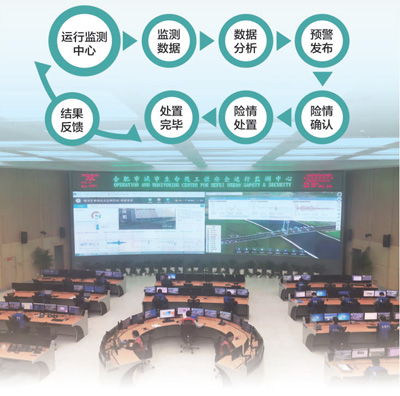 运行监测
中心
监测
数据
数据
分析
预警
发布
险情
确认
险情
处置
处置
完毕
结果
反馈
合肥市城市生命线工程安全运行监测中心
OPERATION AND MONITORING CENTRE FOR HEFEI URBAN SAFETY & SECURITY